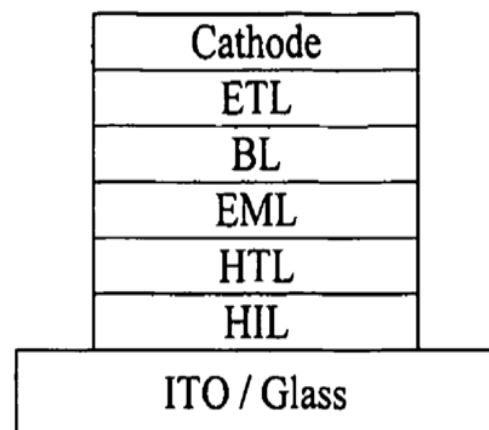 Cathode
ETL
BL
EML
HTL
HIL
ITO / Glass